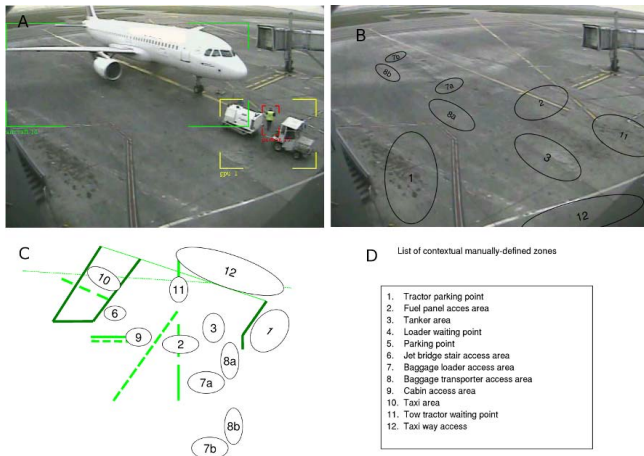 A
aircraft 0
gpu 1
B
7b
8b
7a
8a
2
11
1
3
12
C
12
10
11
6
3
1
9
2
8a
7a
8b
7b
D List of contextual manually-defined zones
1. Tractor parking point
2. Fuel panel acces area
3. Tanker area
4. Loader waiting point
5. Parking point
6. Jet bridge stair access area
7. Baggage loader access area
8. Baggage transporter access area
9. Cabin access area
10. Taxi area
11. Tow tractor waiting point
12. Taxi way access